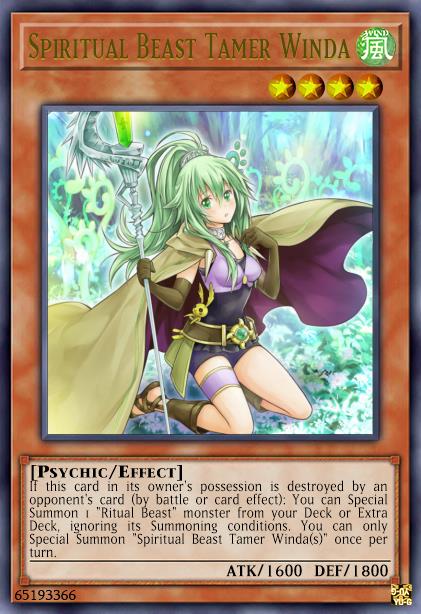 Spiritual Beast Tamer Winda
WIND
風
[Psychic/Effect]
If this card in its owner's possession is destroyed by an
opponent's card (by battle or card effect): You can Special
Summon 1 "Ritual Beast" monster from your Deck or Extra
Deck, ignoring its Summoning conditions. You can only
Special Summon "Spiritual Beast Tamer Winda(s)" once per
turn.
ATK/1600 DEF/1800
65193366